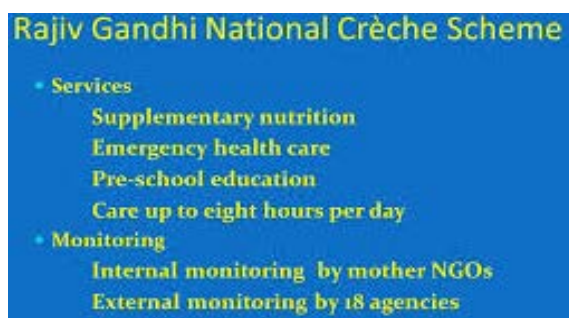 Rajiv Gandhi National Crèche Scheme
• Services
Supplementary nutrition
Emergency health care
Pre-school education
Care up to eight hours per day
• Monitoring
Internal monitoring by mother NGOs
External monitoring by 18 agencies